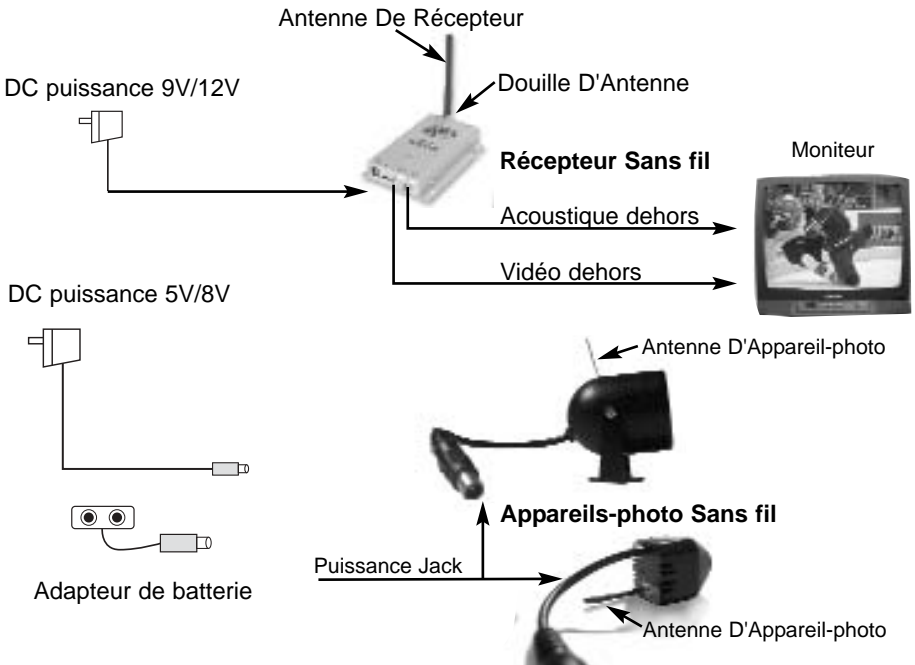 Antenne De Récepteur
DC puissance 9V/12V
Douille D'Antenne
Récepteur Sans fil
Moniteur
Acoustique dehors
Vidéo dehors
DC puissance 5V/8V
Antenne D'Appareil-photo
Appareils-photo Sans fil
Puissance Jack
Adapteur de batterie
Antenne D'Appareil-photo